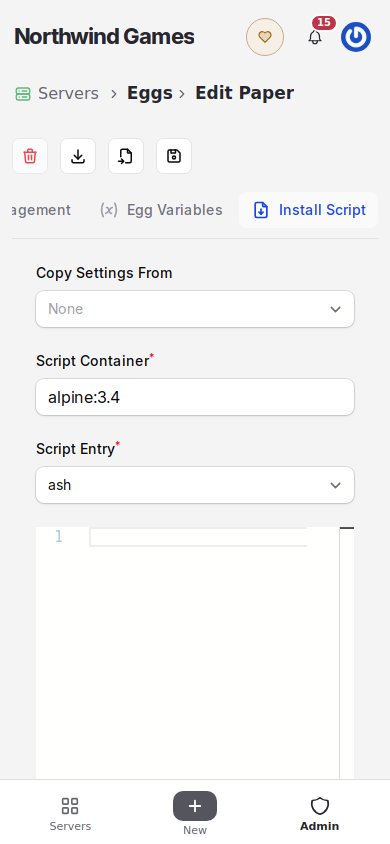 Northwind Games
15
Servers > Eggs > Edit Paper
agement
(x) Egg Variables
Install Script
Copy Settings From
None
Script Container*
alpine:3.4
Script Entry*
ash
1
Servers
New
Admin